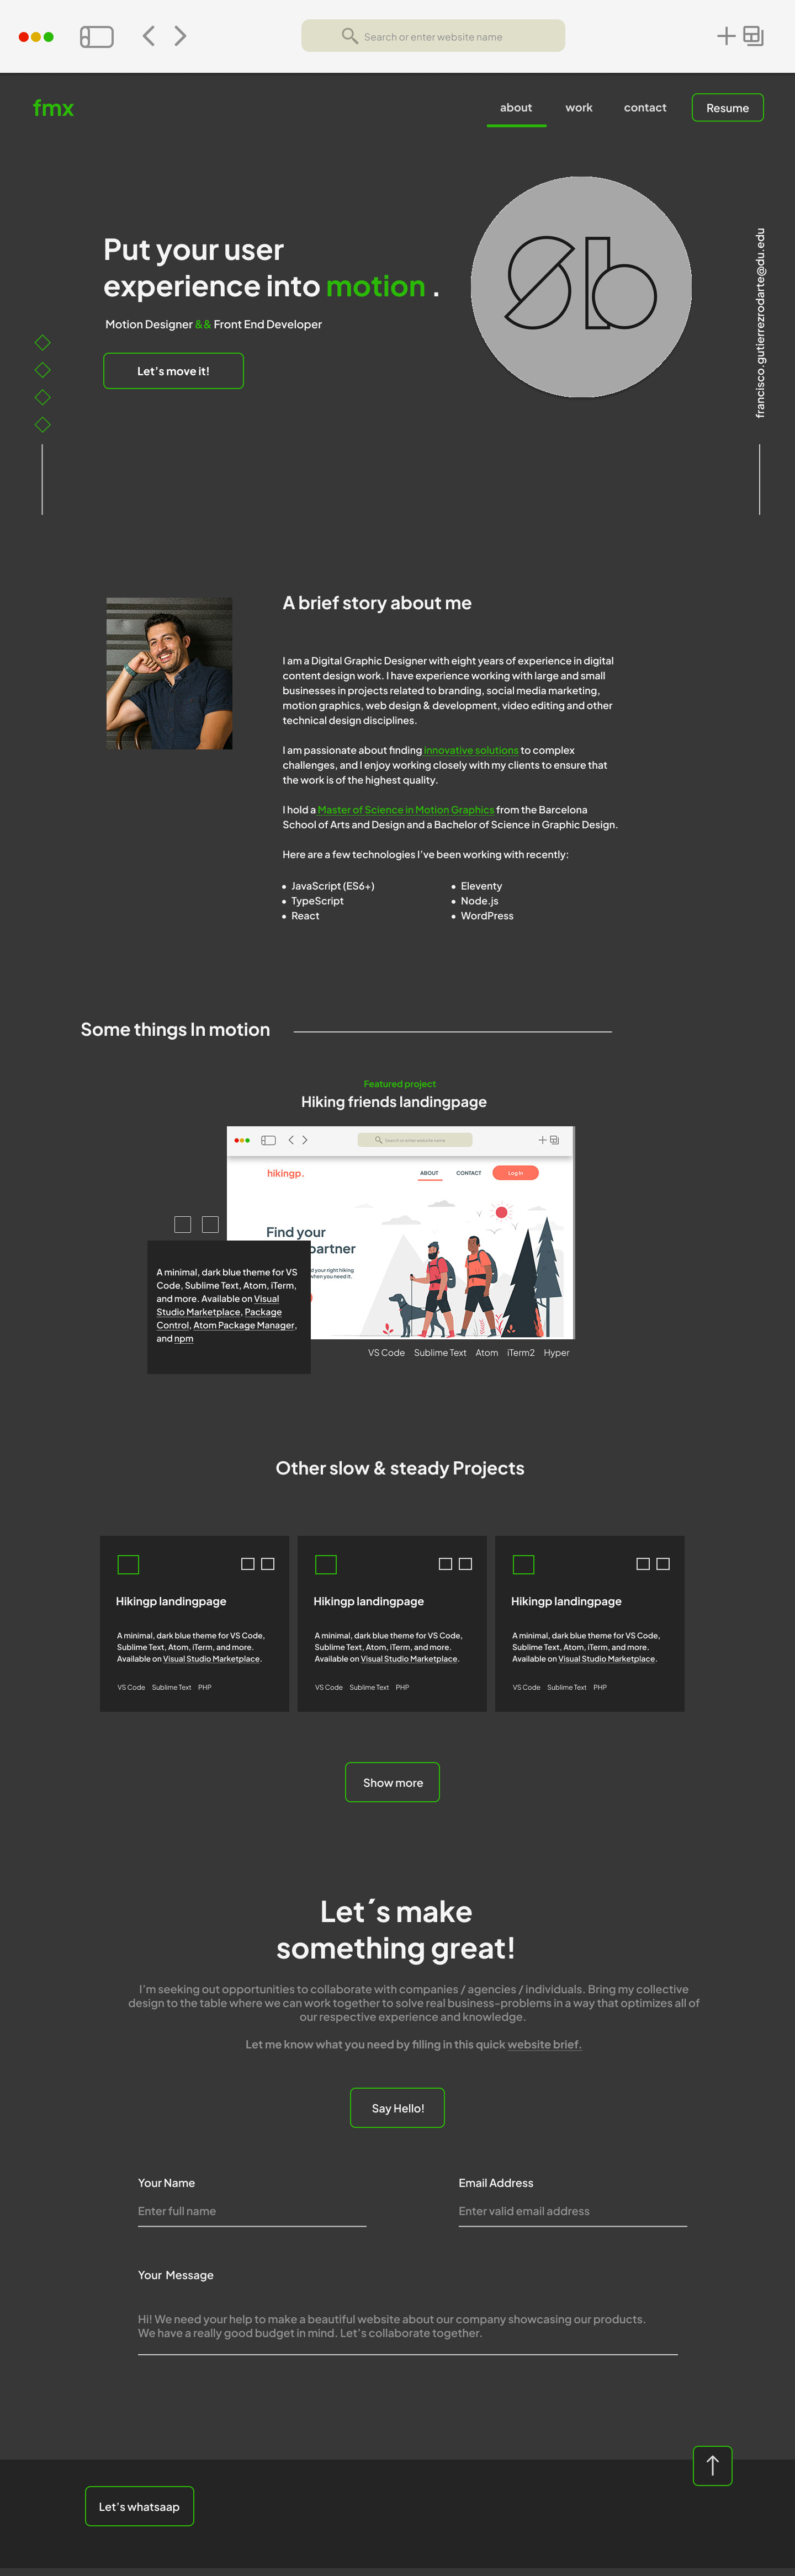 Search or enter website name
fmx
about
work
contact
Resume
Put your user
experience into motion .
Motion Designer && Front End Developer
Let's move it!
Sb
francisco.gutierrezrodarte@du.edu
A brief story about me
I am a Digital Graphic Designer with eight years of experience in digital
content design work. I have experience working with large and small
businesses in projects related to branding, social media marketing,
motion graphics, web design & development, video editing and other
technical design disciplines.
I am passionate about finding innovative solutions to complex
challenges, and I enjoy working closely with my clients to ensure that
the work is of the highest quality.
I hold a Master of Science in Motion Graphics from the Barcelona
School of Arts and Design and a Bachelor of Science in Graphic Design.
Here are a few technologies I've been working with recently:
JavaScript (ES6+)
TypeScript
React
Eleventy
Node.js
WordPress
Some things In motion
Featured project
Hiking friends landingpage
Search or enter website name
hikingp.
ABOUT
CONTACT
Log In
Find your
partner
d your right hiking
when you need it.
A minimal, dark blue theme for VS
Code, Sublime Text, Atom, iTerm,
and more. Available on Visual
Studio Marketplace, Package
Control, Atom Package Manager,
and npm
VS Code Sublime Text Atom iTerm2 Hyper
Other slow & steady Projects
Hikingp landingpage
A minimal, dark blue theme for VS Code,
Sublime Text, Atom, iTerm, and more.
Available on Visual Studio Marketplace.
VS Code Sublime Text PHP
Hikingp landingpage
A minimal, dark blue theme for VS Code,
Sublime Text, Atom, iTerm, and more.
Available on Visual Studio Marketplace.
VS Code Sublime Text PHP
Hikingp landingpage
A minimal, dark blue theme for VS Code,
Sublime Text, Atom, iTerm, and more.
Available on Visual Studio Marketplace.
VS Code Sublime Text PHP
Show more
Let´s make
something great!
I'm seeking out opportunities to collaborate with companies / agencies / individuals. Bring my collective
design to the table where we can work together to solve real business-problems in a way that optimizes all of
our respective experience and knowledge.
Let me know what you need by filling in this quick website brief.
Say Hello!
Your Name
Enter full name
Email Address
Enter valid email address
Your Message
Hi! We need your help to make a beautiful website about our company showcasing our products.
We have a really good budget in mind. Let's collaborate together.
Let's whatsaap